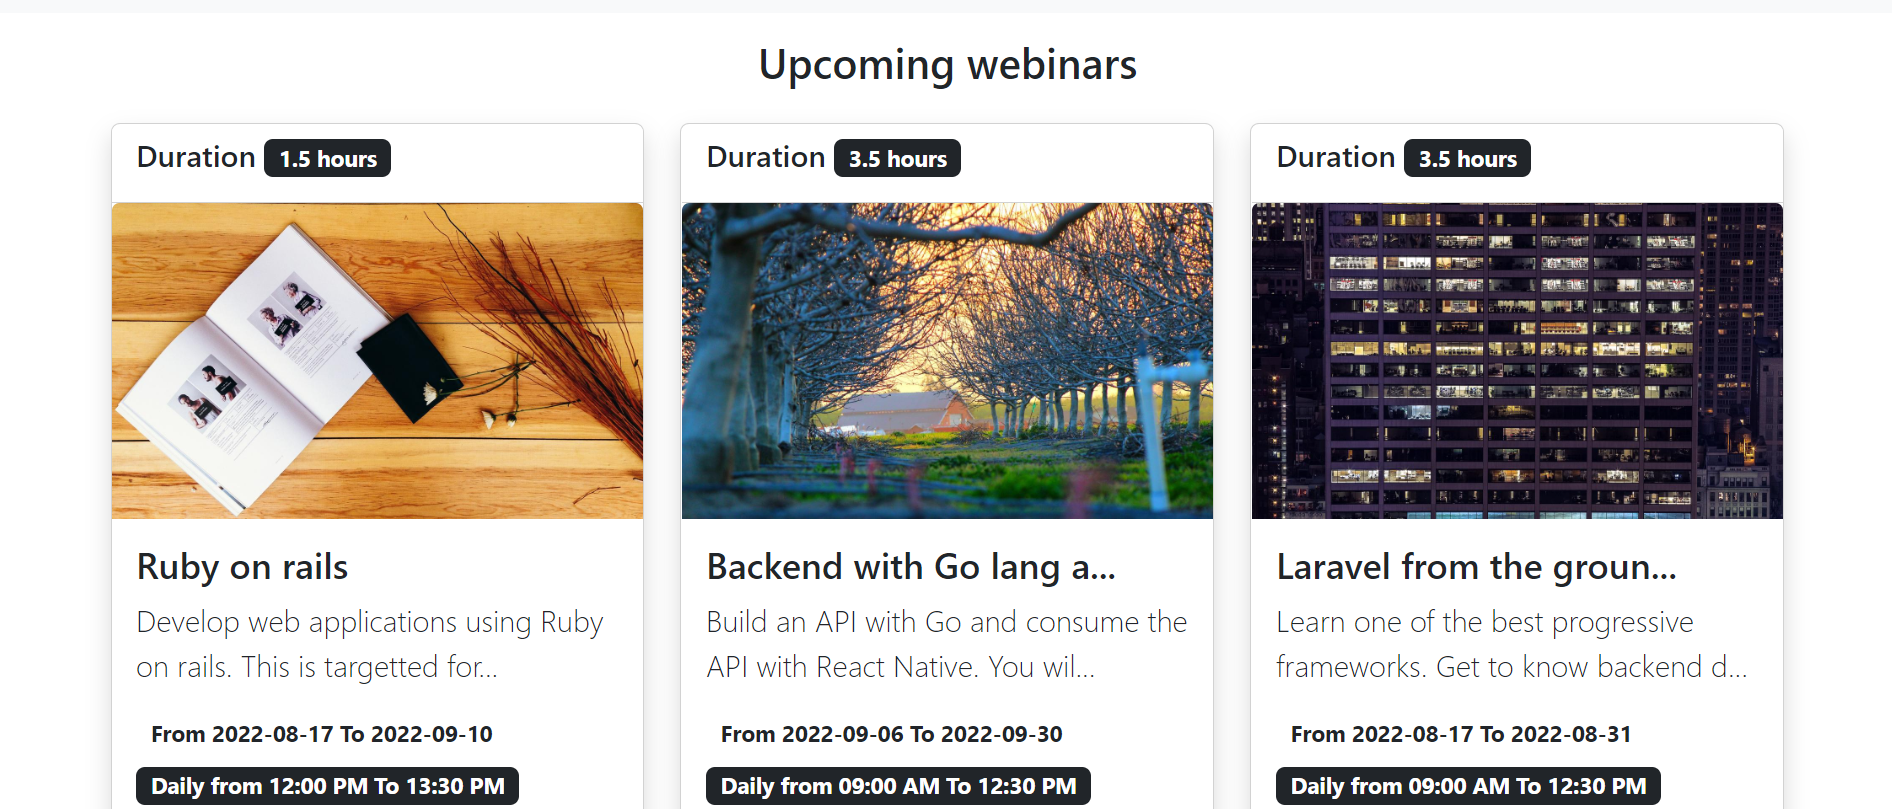 Upcoming webinars
Duration 1.5 hours
Ruby on rails
Develop web applications using Ruby
on rails. This is targetted for...
From 2022-08-17 To 2022-09-10
Daily from 12:00 PM To 13:30 PM
Duration 3.5 hours
Backend with Go lang a...
Build an API with Go and consume the
API with React Native. You wil...
From 2022-09-06 To 2022-09-30
Daily from 09:00 AM To 12:30 PM
Duration 3.5 hours
Laravel from the groun...
Learn one of the best progressive
frameworks. Get to know backend d...
From 2022-08-17 To 2022-08-31
Daily from 09:00 AM To 12:30 PM